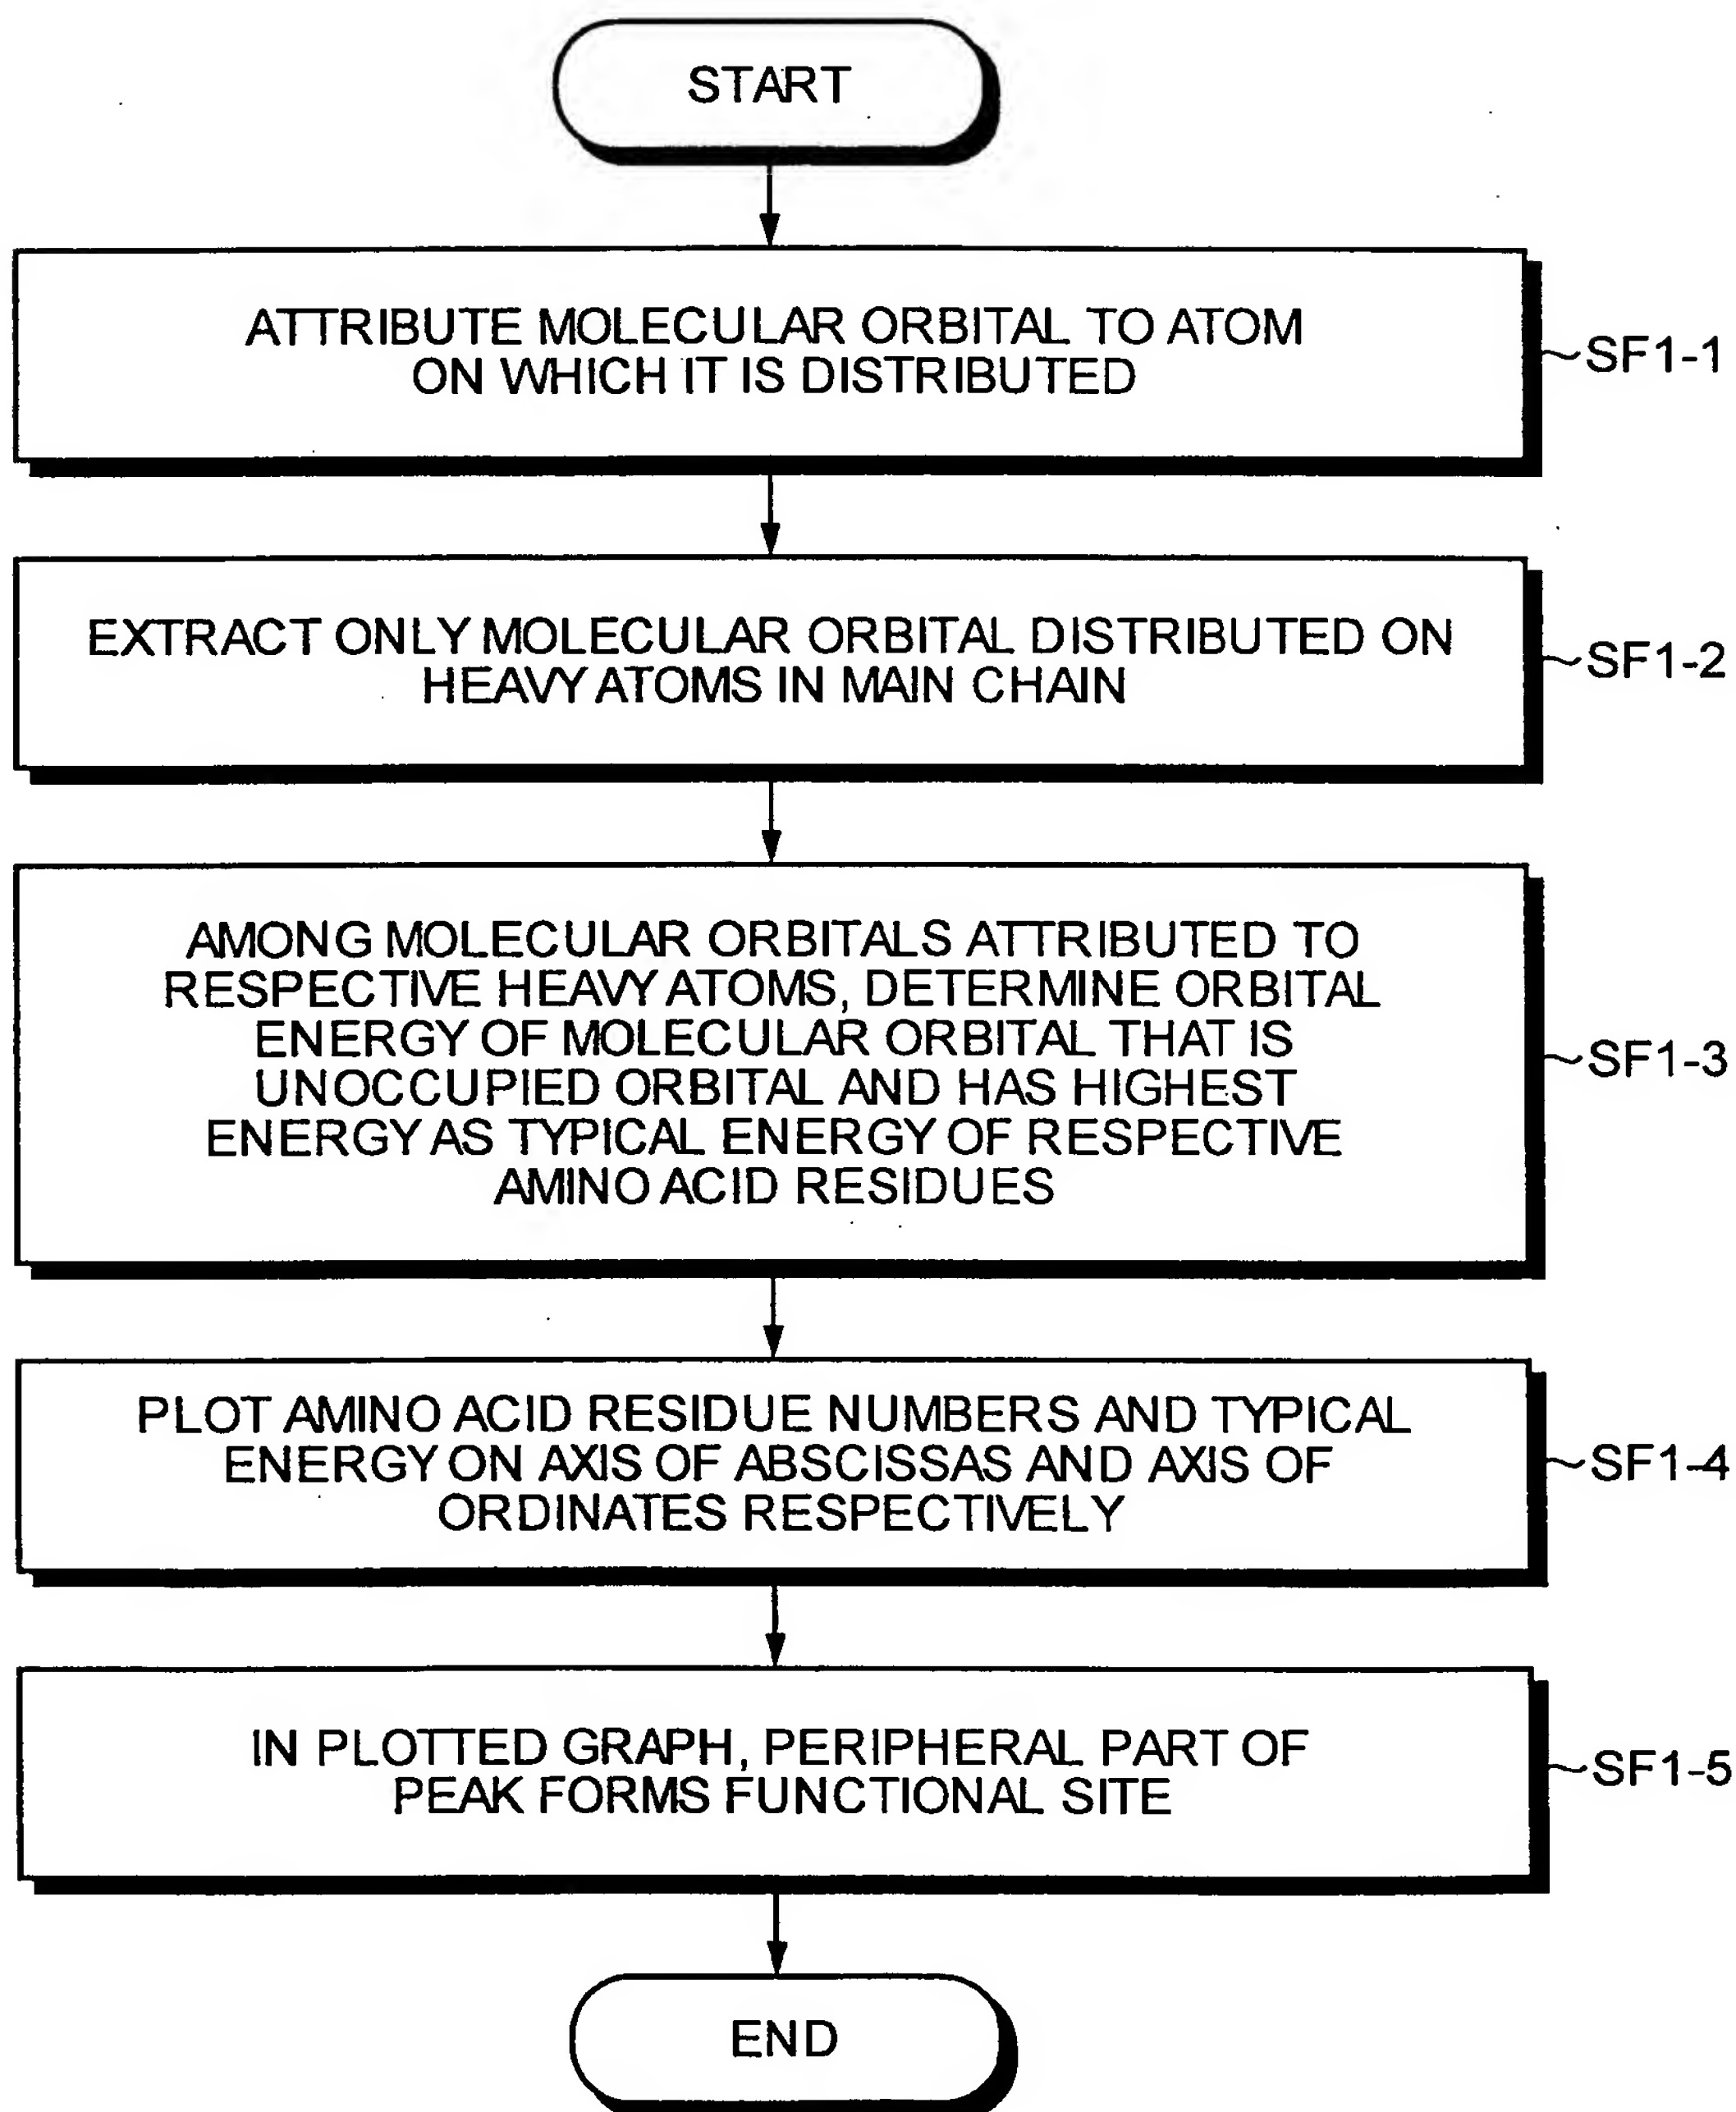 START
ATTRIBUTE MOLECULAR ORBITAL TO ATOM
ON WHICH IT IS DISTRIBUTED
SF1-1
EXTRACT ONLY MOLECULAR ORBITAL DISTRIBUTED ON
HEAVY ATOMS IN MAIN CHAIN
SF1-2
AMONG MOLECULAR ORBITALS ATTRIBUTED TO
RESPECTIVE HEAVY ATOMS, DETERMINE ORBITAL
ENERGY OF MOLECULAR ORBITAL THAT IS
UNOCCUPIED ORBITAL AND HAS HIGHEST
ENERGY AS TYPICAL ENERGY OF RESPECTIVE
AMINO ACID RESIDUES
SF1-3
PLOT AMINO ACID RESIDUE NUMBERS AND TYPICAL
ENERGY ON AXIS OF ABSCISSAS AND AXIS OF
ORDINATES RESPECTIVELY
SF1-4
IN PLOTTED GRAPH, PERIPHERAL PART OF
PEAK FORMS FUNCTIONAL SITE
SF1-5
END